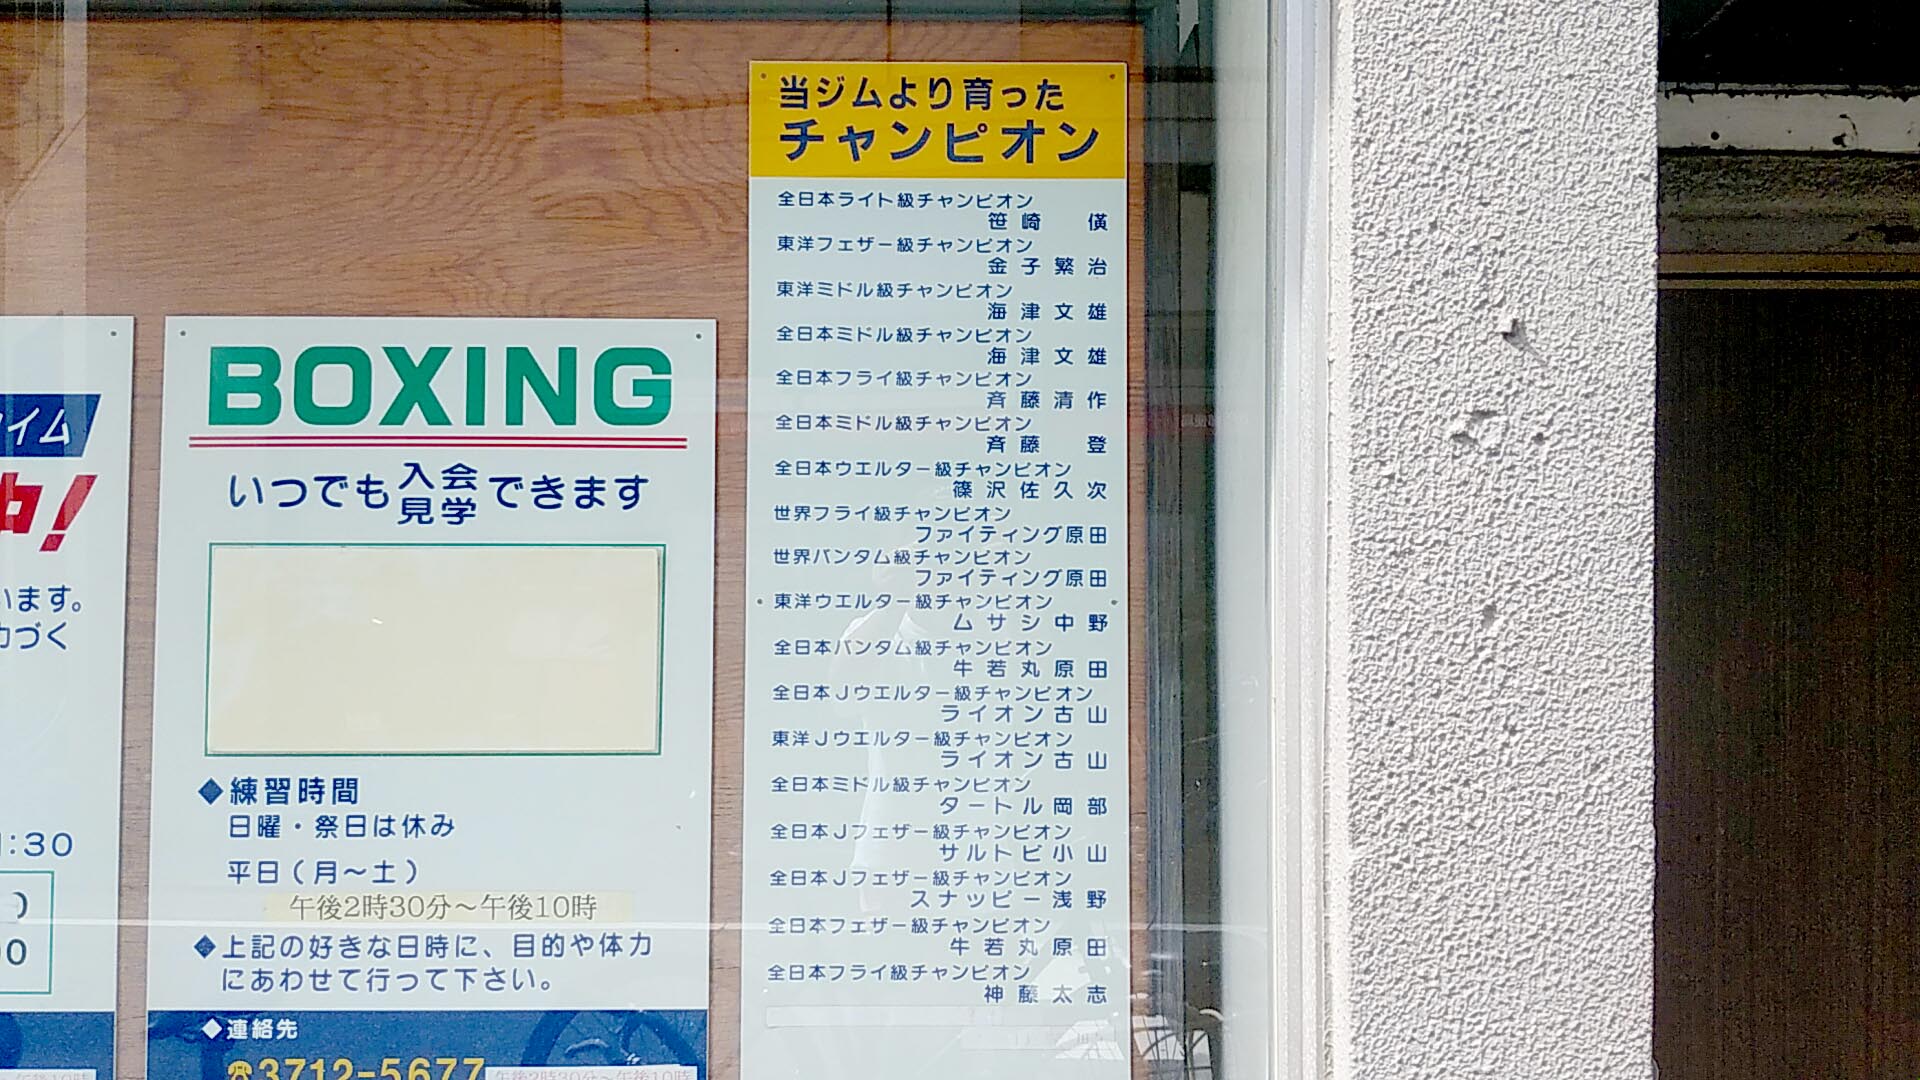 イム
中!
います。
力づく
1:30
00
BOXING
いつでも入会見学できます
◆練習時間
日曜・祭日は休み
平日(月～土)
午後2時30分～午後10時
◆上記の好きな日時に、目的や体力
にあわせて行って下さい。
◆連絡先
☎3712-5677
午後2時30分～午後10時
当ジムより育った
チャンピオン
全日本ライト級チャンピオン
笹崎 僙
東洋フェザー級チャンピオン
金子繁治
東洋ミドル級チャンピオン
海津文雄
全日本ミドル級チャンピオン
海津文雄
全日本フライ級チャンピオン
斉藤清作
全日本ミドル級チャンピオン
斉藤 登
全日本ウエルター級チャンピオン
篠沢佐久次
世界フライ級チャンピオン
ファイティング原田
世界バンタム級チャンピオン
ファイティング原田
東洋ウエルター級チャンピオン
ムサシ中野
全日本バンタム級チャンピオン
牛若丸原田
全日本Jウエルター級チャンピオン
ライオン古山
東洋Jウエルター級チャンピオン
ライオン古山
全日本ミドル級チャンピオン
タートル岡部
全日本Jフェザー級チャンピオン
サルトビ小山
全日本Jフェザー級チャンピオン
スナッピー浅野
全日本フェザー級チャンピオン
牛若丸原田
全日本フライ級チャンピオン
神藤太志